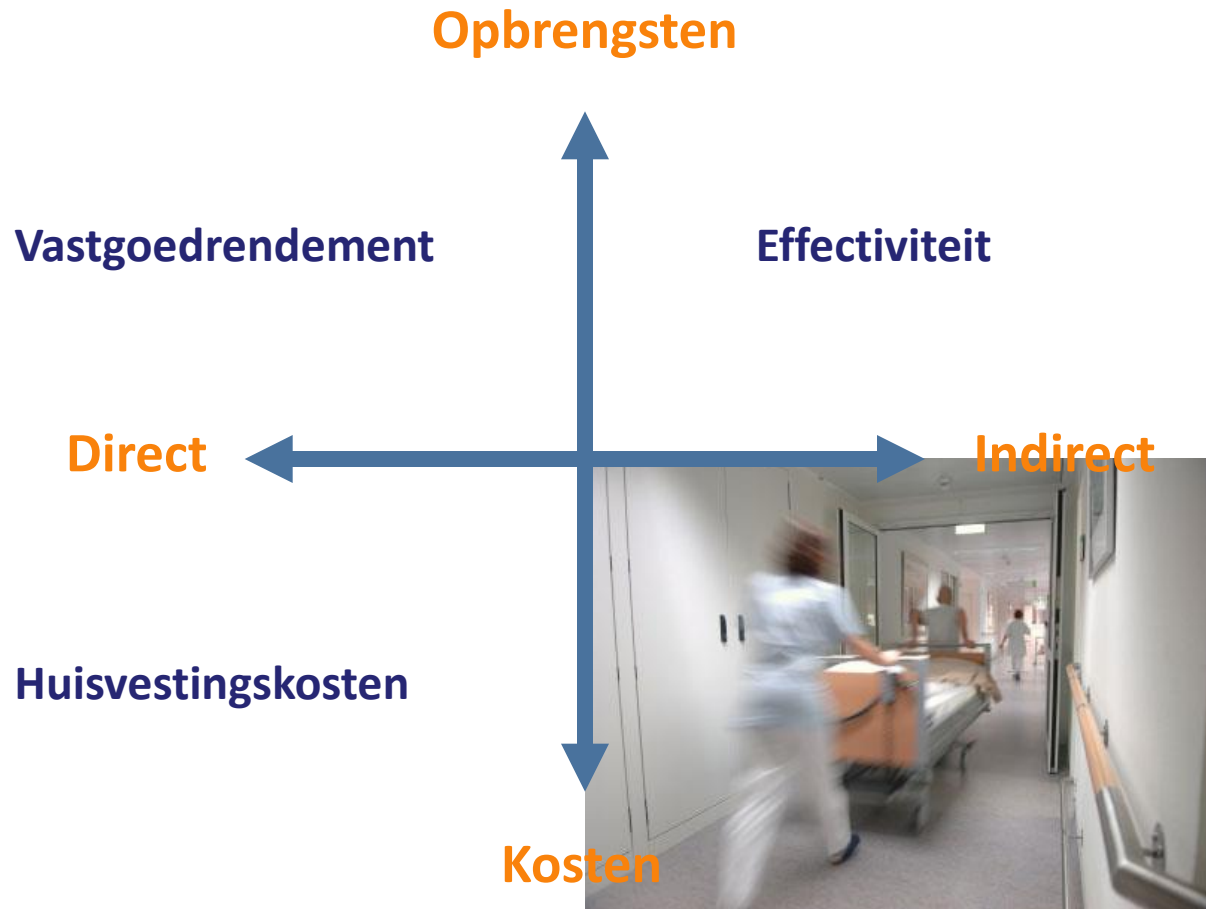 Opbrengsten
Vastgoedrendement
Effectiviteit
Direct
Indirect
Huisvestingskosten
Kosten